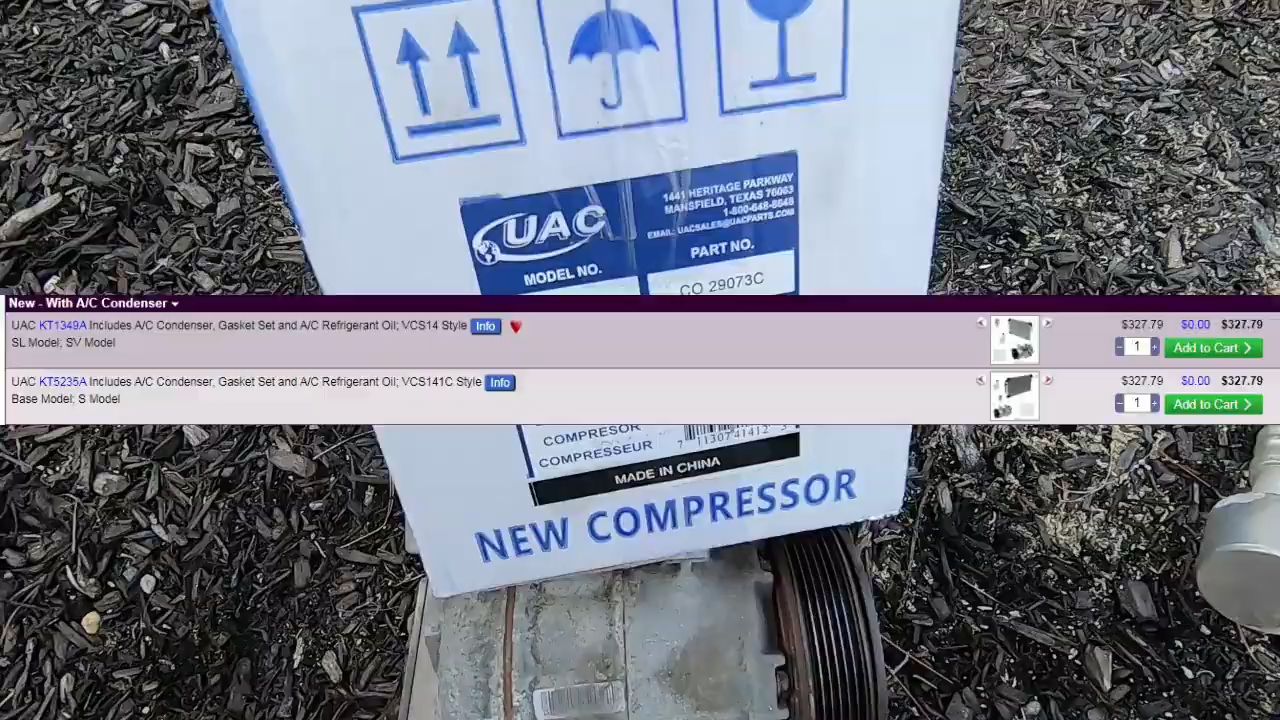 UAC
1441 HERITAGE PARKWAY
MANSFIELD, TEXAS 76063
1-800-648-8648
EMAIL: UACSALES@UACPARTS.COM
MODEL NO.
PART NO.
CO 29073C
New - With A/C Condenser
UAC KT1349A Includes A/C Condenser, Gasket Set and A/C Refrigerant Oil; VCS14 Style Info
$327.79 $0.00 $327.79
SL Model; SV Model
- 1 + Add to Cart
UAC KT5235A Includes A/C Condenser, Gasket Set and A/C Refrigerant Oil; VCS141C Style Info
$327.79 $0.00 $327.79
Base Model; S Model
- 1 + Add to Cart
COMPRESOR
COMPRESSEUR
7 11307 41412
MADE IN CHINA
NEW COMPRESSOR